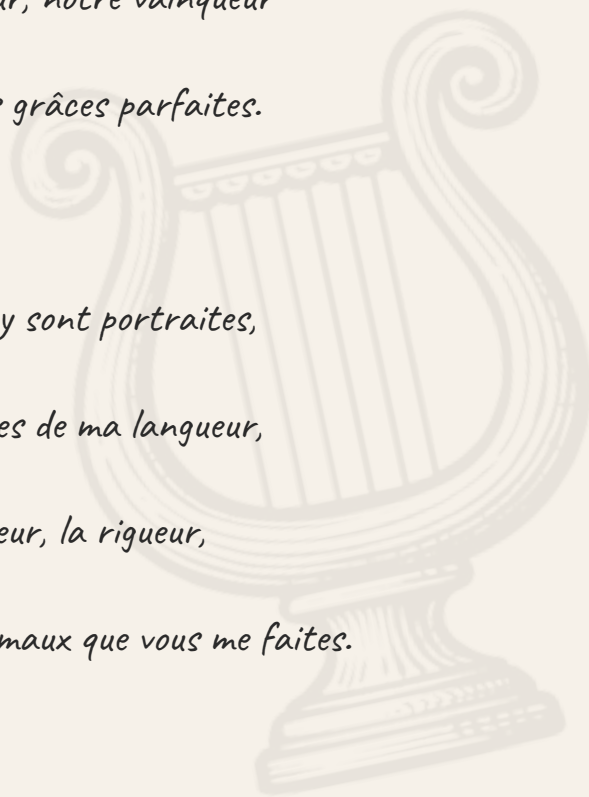 notre vainqueur
grâces parfaites.
y sont portraites,
de ma langueur,
la rigueur,
maux que vous me faites.